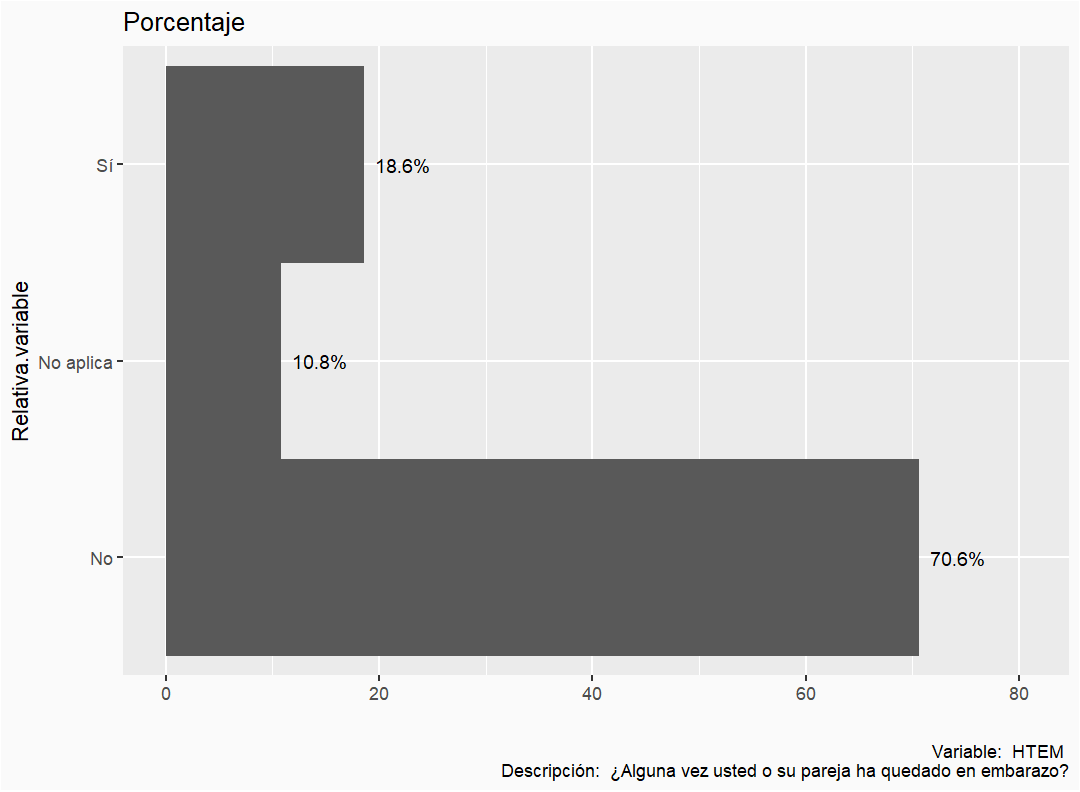 Porcentaje
Relativa.variable
Sí
18.6%
No aplica
10.8%
No
70.6%
0 20 40 60 80
Variable:  HTEM
Descripción:  ¿Alguna vez usted o su pareja ha quedado en embarazo?